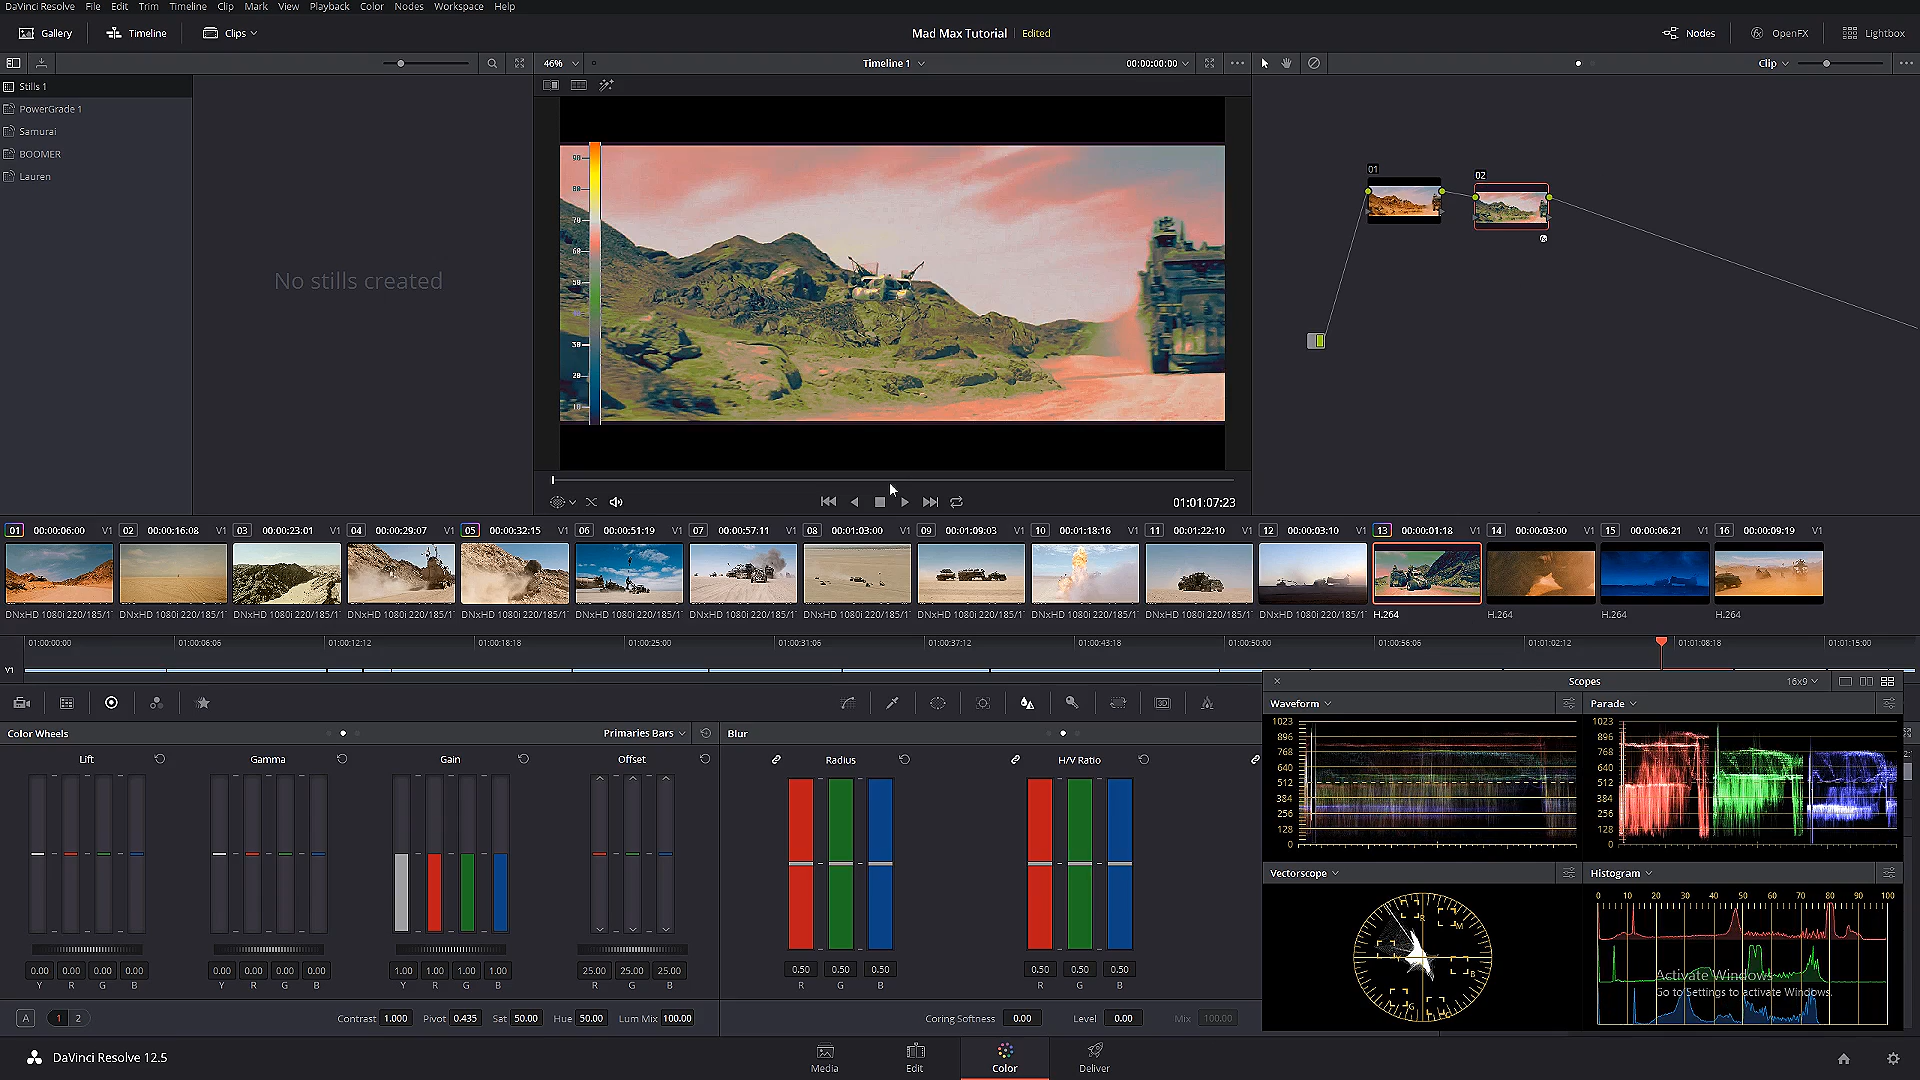 DaVinci Resolve File Edit Trim Timeline Clip Mark View Playback Color Nodes Workspace Help
Gallery Timeline Clips Mad Max Tutorial Edited Nodes OpenFX Lightbox
46% Timeline 1 00:00:00:00 Clip
Stills 1
PowerGrade 1
Samurai
BOOMER
Lauren
No stills created
90
80
70
60
50
30
20
10
01
02
01:01:07:23
01 00:00:06:00 V1 02 00:00:16:08 V1 03 00:00:23:01 V1 04 00:00:29:07 V1 05 00:00:32:15 V1 06 00:00:51:19 V1 07 00:00:57:11 V1 08 00:01:03:00 V1 09 00:01:09:03 V1 10 00:01:18:16 V1 11 00:01:22:10 V1 12 00:00:03:10 V1 13 00:00:01:18 V1 14 00:00:03:00 V1 15 00:00:06:21 V1 16 00:00:09:19 V1
DNxHD 1080i 220/185/1 DNxHD 1080i 220/185/1 DNxHD 1080i 220/185/1 DNxHD 1080i 220/185/1 DNxHD 1080i 220/185/1 DNxHD 1080i 220/185/1 DNxHD 1080i 220/185/1 DNxHD 1080i 220/185/1 DNxHD 1080i 220/185/1 DNxHD 1080i 220/185/1 DNxHD 1080i 220/185/1 DNxHD 1080i 220/185/1 H.264 H.264 H.264 H.264
01:00:00:00 01:00:06:06 01:00:12:12 01:00:18:18 01:00:25:00 01:00:31:06 01:00:37:12 01:00:43:18 01:00:50:00 01:00:56:06 01:01:02:12 01:01:08:18 01:01:15:00
V1
Scopes 16x9
Color Wheels Primaries Bars Blur
Lift Gamma Gain Offset Radius H/V Ratio
0.00 0.00 0.00 0.00 0.00 0.00 0.00 0.00 1.00 1.00 1.00 1.00 25.00 25.00 25.00 0.50 0.50 0.50 0.50 0.50 0.50
Y R G B Y R G B Y R G B R G B R G B R G B
A 1 2 Contrast 1.000 Pivot 0.435 Sat 50.00 Hue 50.00 Lum Mix 100.00 Coring Softness 0.00 Level 0.00 Mix 100.00
Waveform Parade
1023 1023
896 896
768 768
640 640
512 512
384 384
256 256
128 128
0 0
Vectorscope Histogram
0 10 20 30 40 50 60 70 80 90 100
R
M
B
G
Activate Windows
Go to Settings to activate Windows.
DaVinci Resolve 12.5 Media Edit Color Deliver